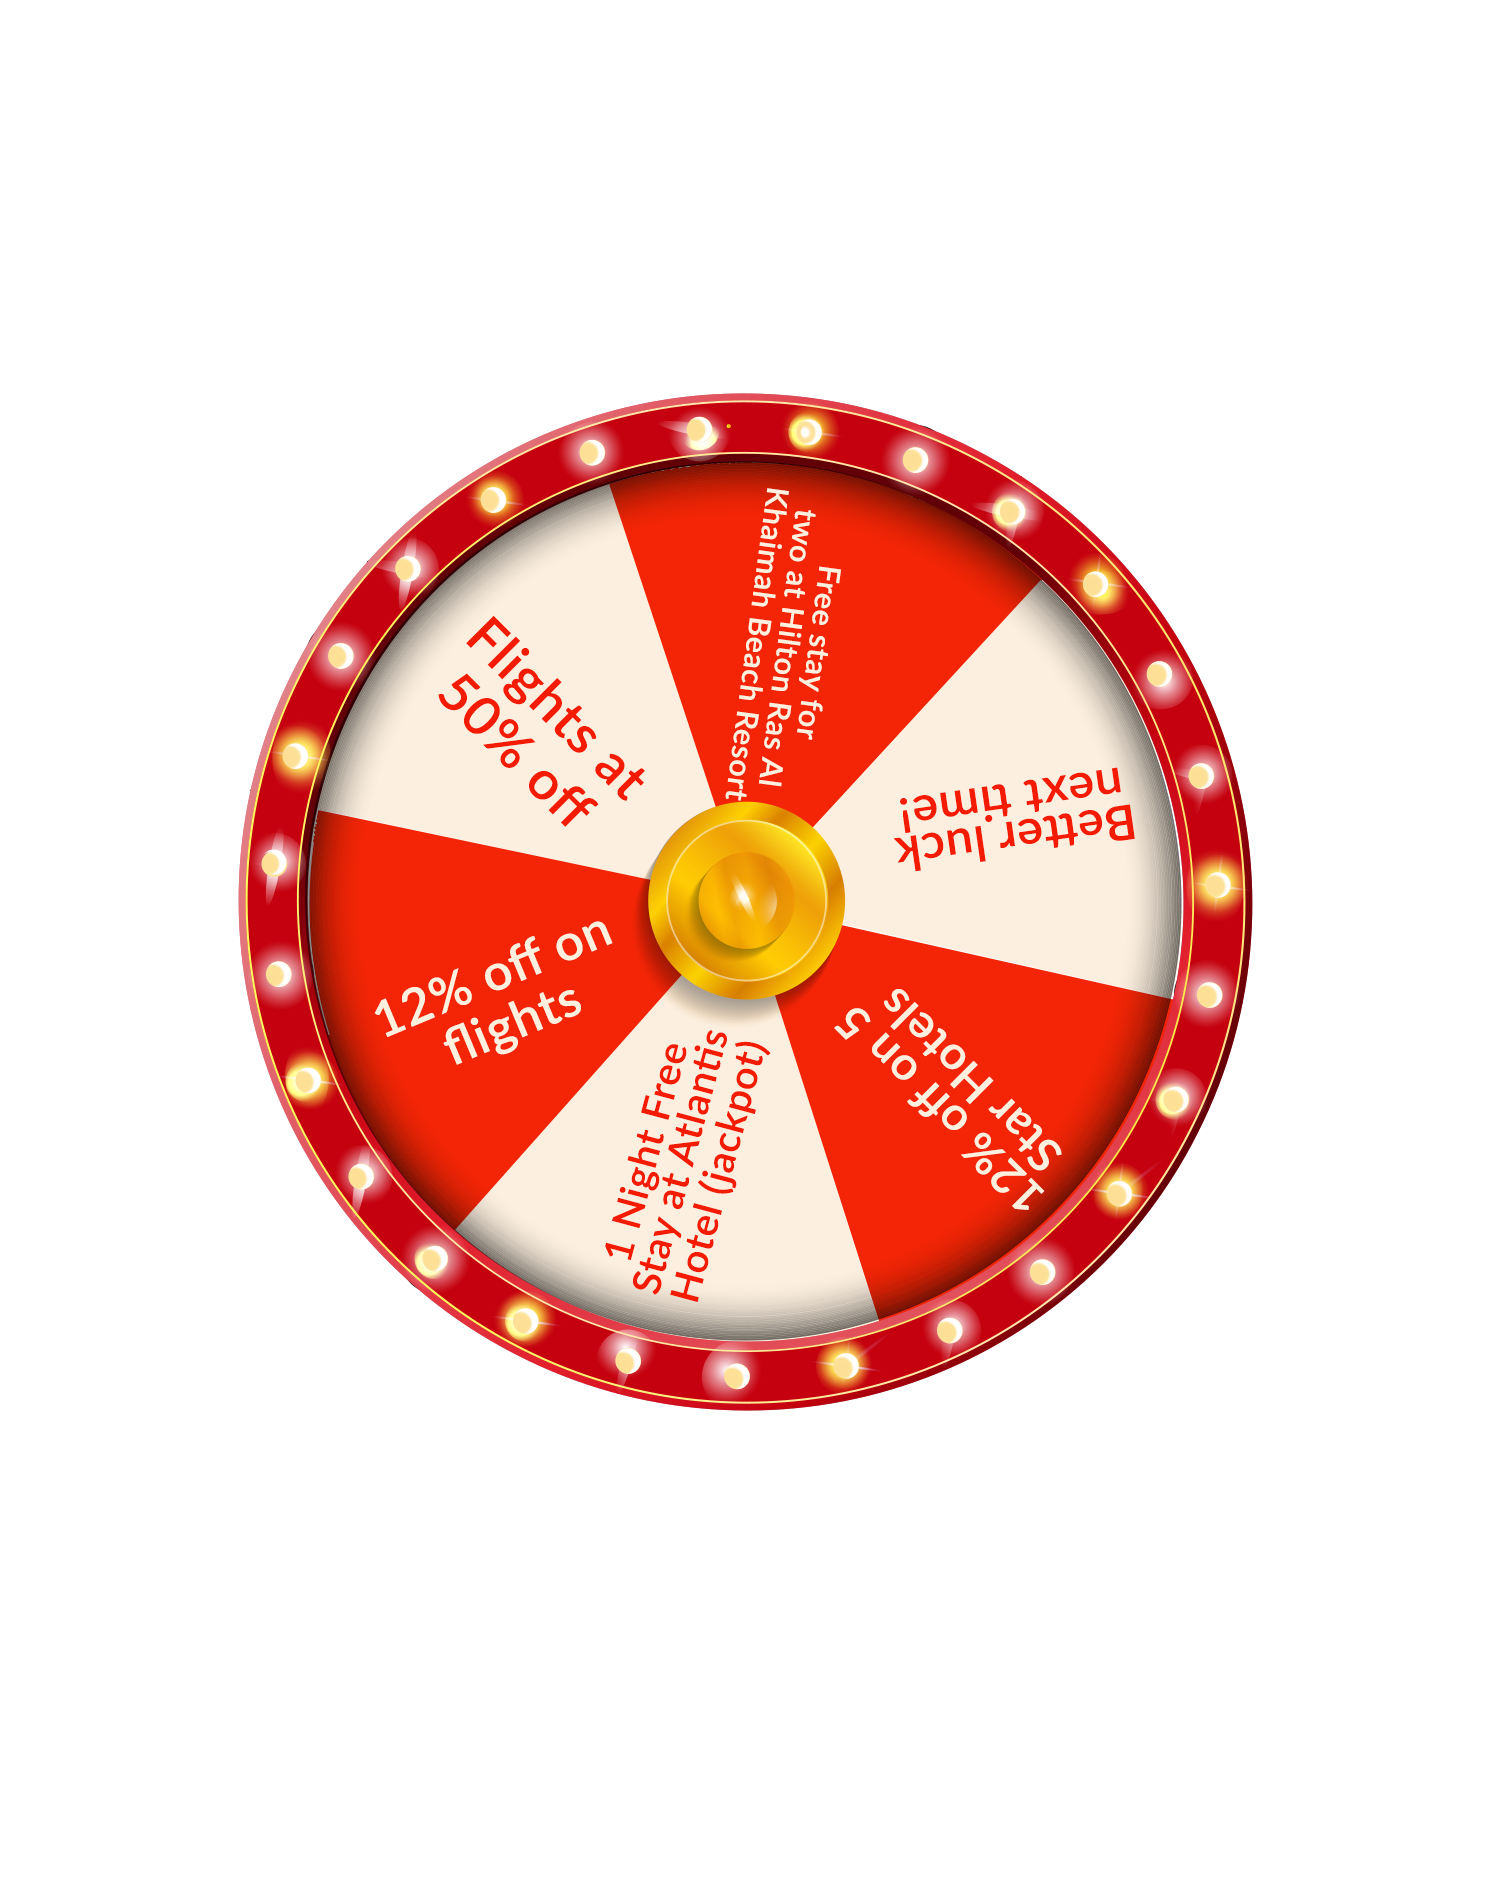 Free stay for
two at Hilton Ras Al
Khaimah Beach Resort
Better luck
next time!
12% off on 5
Star Hotels
1 Night Free
Stay at Atlantis
Hotel (jackpot)
12% off on
flights
Flights at
50% off